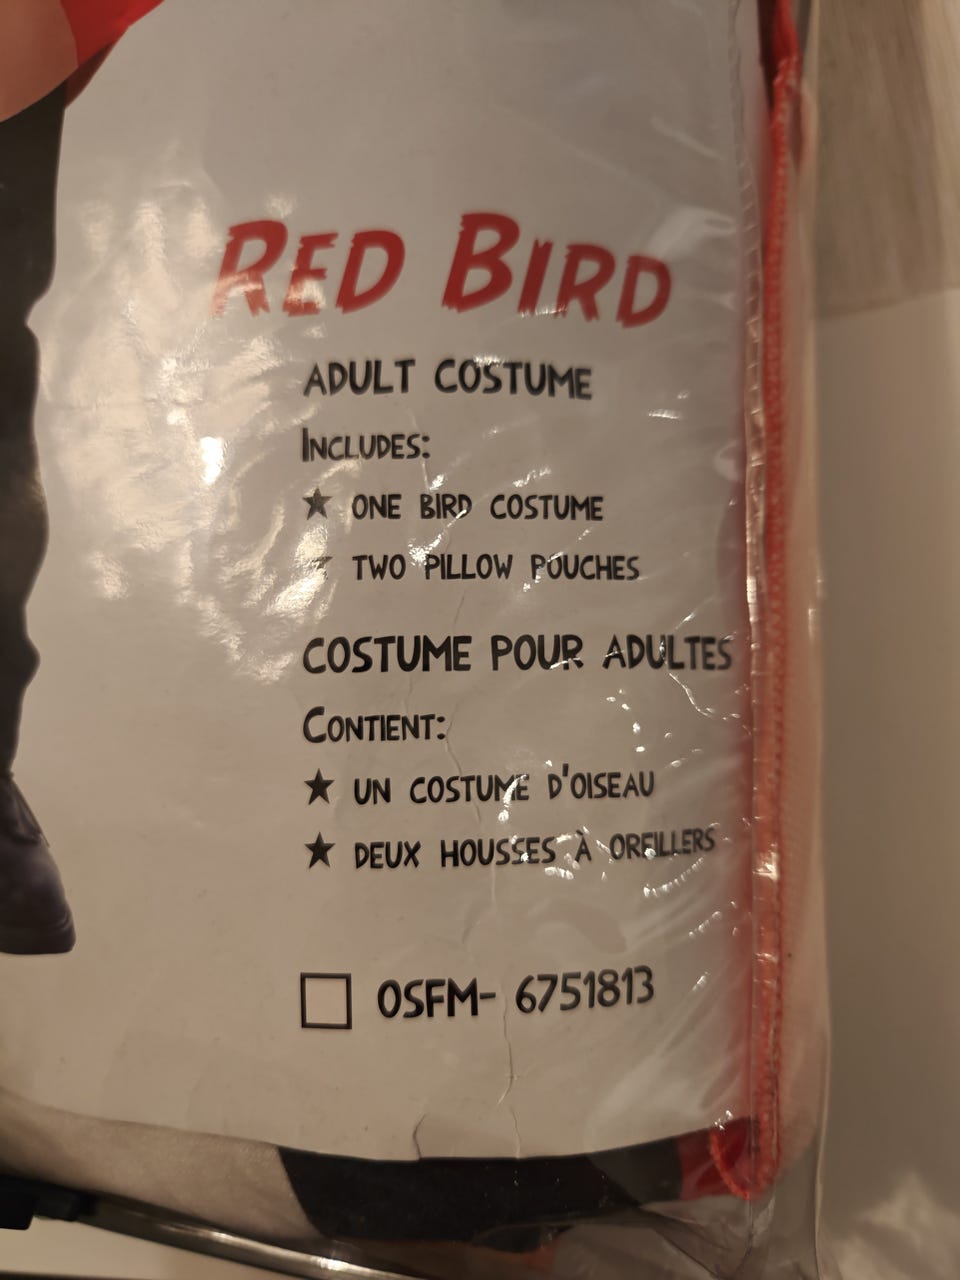 RED BIRD
ADULT COSTUME
INCLUDES:
★ ONE BIRD COSTUME
★ TWO PILLOW POUCHES
COSTUME POUR ADULTES
CONTIENT:
★ UN COSTUME D'OISEAU
★ DEUX HOUSSES À OREILLERS
OSFM- 6751813